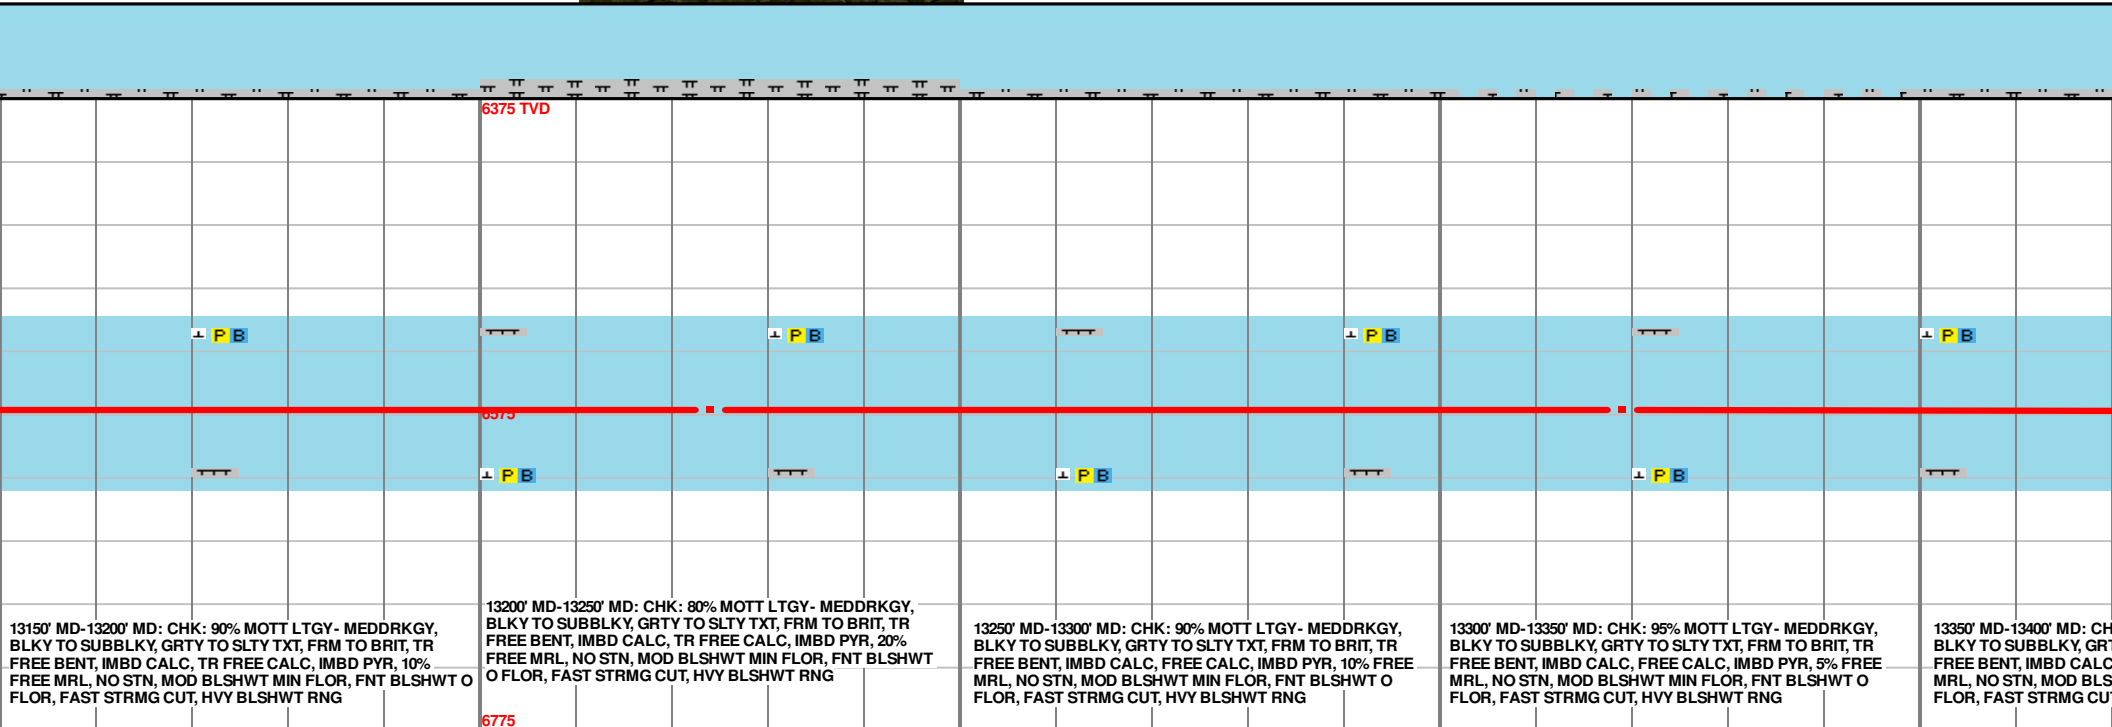 6375 TVD
P B
P B
P B
P B
6575
P B
P B
P B
13150' MD-13200' MD: CHK: 90% MOTT LTGY- MEDDRKGY,
BLKY TO SUBBLKY, GRTY TO SLTY TXT, FRM TO BRIT, TR
FREE BENT, IMBD CALC, TR FREE CALC, IMBD PYR, 10%
FREE MRL, NO STN, MOD BLSHWT MIN FLOR, FNT BLSHWT O
FLOR, FAST STRMG CUT, HVY BLSHWT RNG
13200' MD-13250' MD: CHK: 80% MOTT LTGY- MEDDRKGY,
BLKY TO SUBBLKY, GRTY TO SLTY TXT, FRM TO BRIT, TR
FREE BENT, IMBD CALC, TR FREE CALC, IMBD PYR, 20%
FREE MRL, NO STN, MOD BLSHWT MIN FLOR, FNT BLSHWT
O FLOR, FAST STRMG CUT, HVY BLSHWT RNG
13250' MD-13300' MD: CHK: 90% MOTT LTGY- MEDDRKGY,
BLKY TO SUBBLKY, GRTY TO SLTY TXT, FRM TO BRIT, TR
FREE BENT, IMBD CALC, FREE CALC, IMBD PYR, 10% FREE
MRL, NO STN, MOD BLSHWT MIN FLOR, FNT BLSHWT O
FLOR, FAST STRMG CUT, HVY BLSHWT RNG
13300' MD-13350' MD: CHK: 95% MOTT LTGY- MEDDRKGY,
BLKY TO SUBBLKY, GRTY TO SLTY TXT, FRM TO BRIT, TR
FREE BENT, IMBD CALC, FREE CALC, IMBD PYR, 5% FREE
MRL, NO STN, MOD BLSHWT MIN FLOR, FNT BLSHWT O
FLOR, FAST STRMG CUT, HVY BLSHWT RNG
13350' MD-13400' MD: CH
BLKY TO SUBBLKY, GRT
FREE BENT, IMBD CALC
MRL, NO STN, MOD BLS
FLOR, FAST STRMG CU
6775